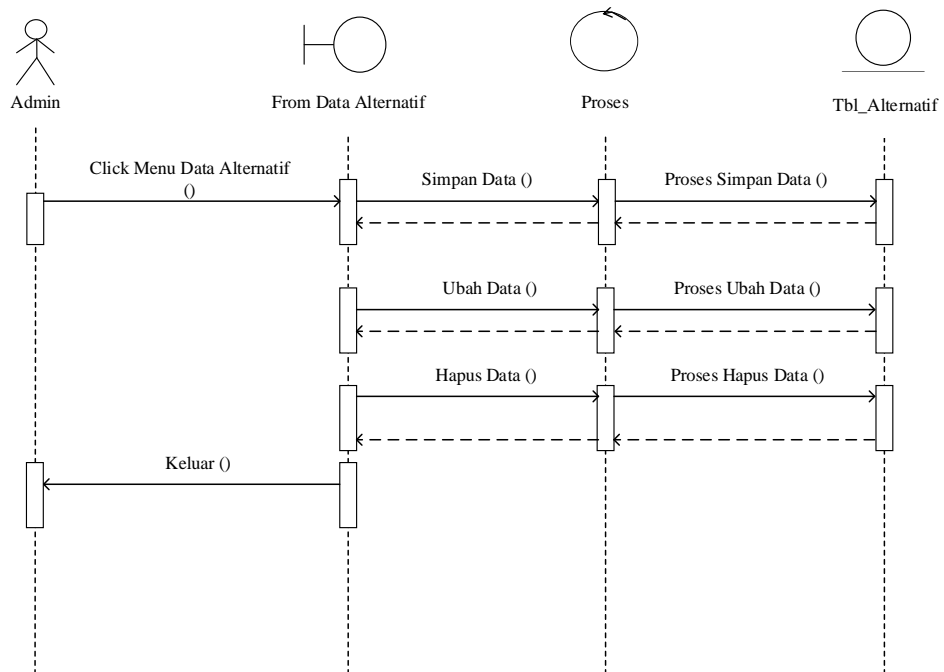 Admin
From Data Alternatif
Proses
Tbl_Alternatif
Click Menu Data Alternatif
()
Simpan Data ()
Proses Simpan Data ()
Ubah Data ()
Proses Ubah Data ()
Hapus Data ()
Proses Hapus Data ()
Keluar ()